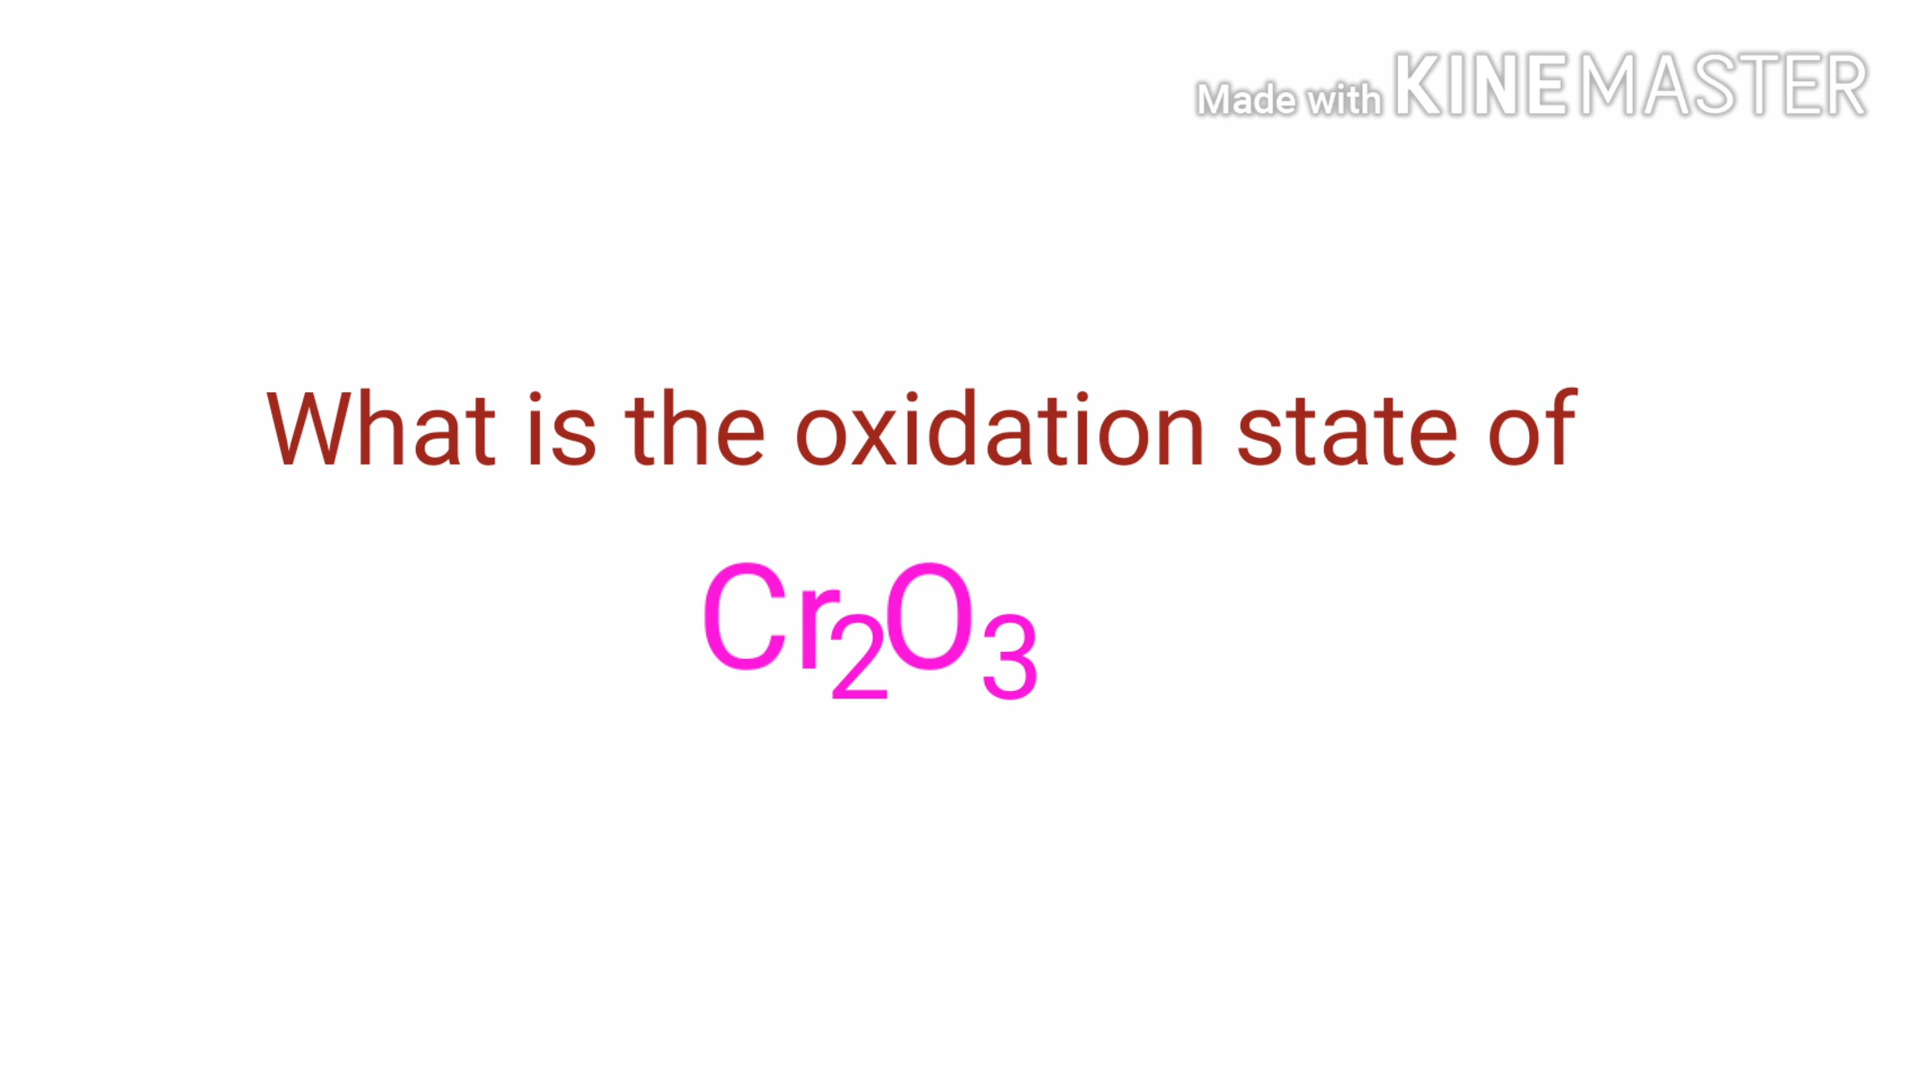 Made with KINEMASTER
What is the oxidation state of
Cr₂O₃